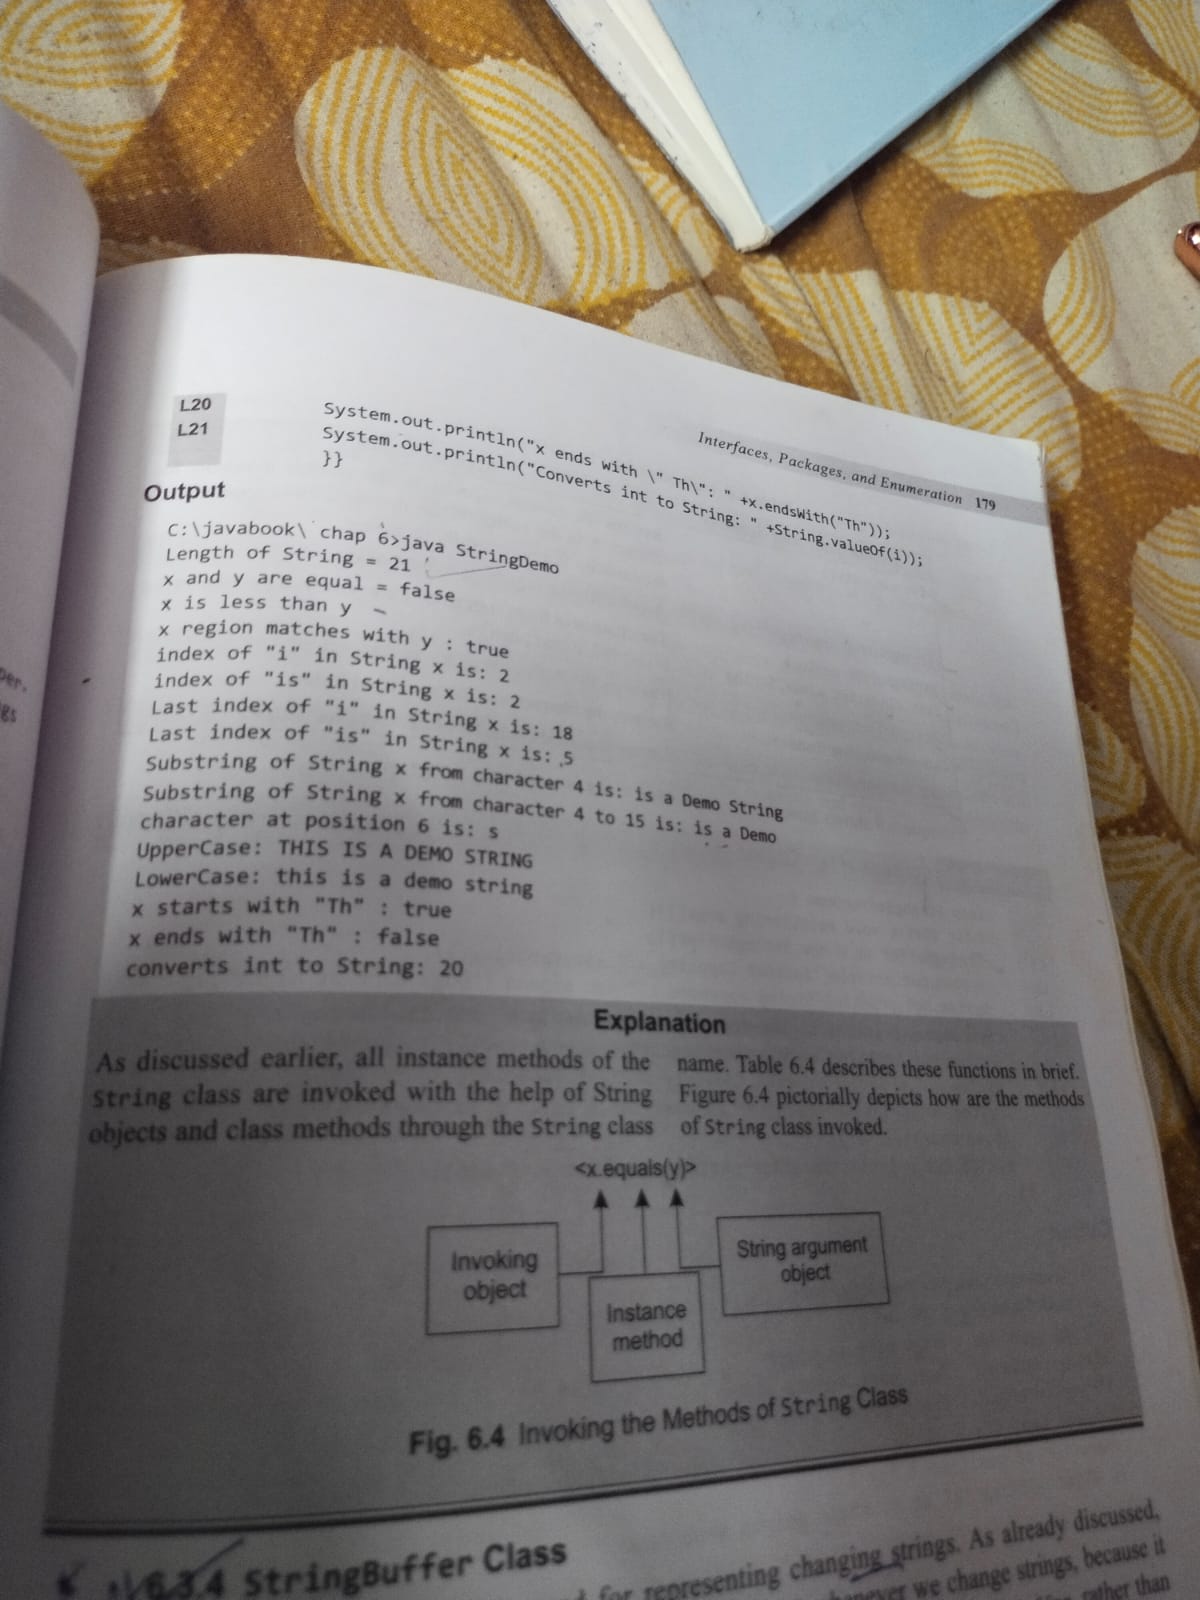 Interfaces, Packages, and Enumeration 179
L20 System.out.println("x ends with \" Th\": " +x.endsWith("Th"));
L21 System.out.println("Converts int to String: " +String.valueOf(i));
}}
Output
C:\javabook\ chap 6>java StringDemo
Length of String = 21
x and y are equal = false
x is less than y
x region matches with y : true
index of "i" in String x is: 2
index of "is" in String x is: 2
Last index of "i" in String x is: 18
Last index of "is" in String x is: 5
Substring of String x from character 4 is: is a Demo String
Substring of String x from character 4 to 15 is: is a Demo
character at position 6 is: s
UpperCase: THIS IS A DEMO STRING
LowerCase: this is a demo string
x starts with "Th" : true
x ends with "Th" : false
converts int to String: 20
Explanation
As discussed earlier, all instance methods of the
String class are invoked with the help of String
objects and class methods through the String class
name. Table 6.4 describes these functions in brief.
Figure 6.4 pictorially depicts how are the methods
of String class invoked.
<x.equals(y)>
Invoking
object
Instance
method
String argument
object
Fig. 6.4 Invoking the Methods of String Class
6.3.4 StringBuffer Class
for representing changing strings. As already discussed,
we change strings, because it
rather than